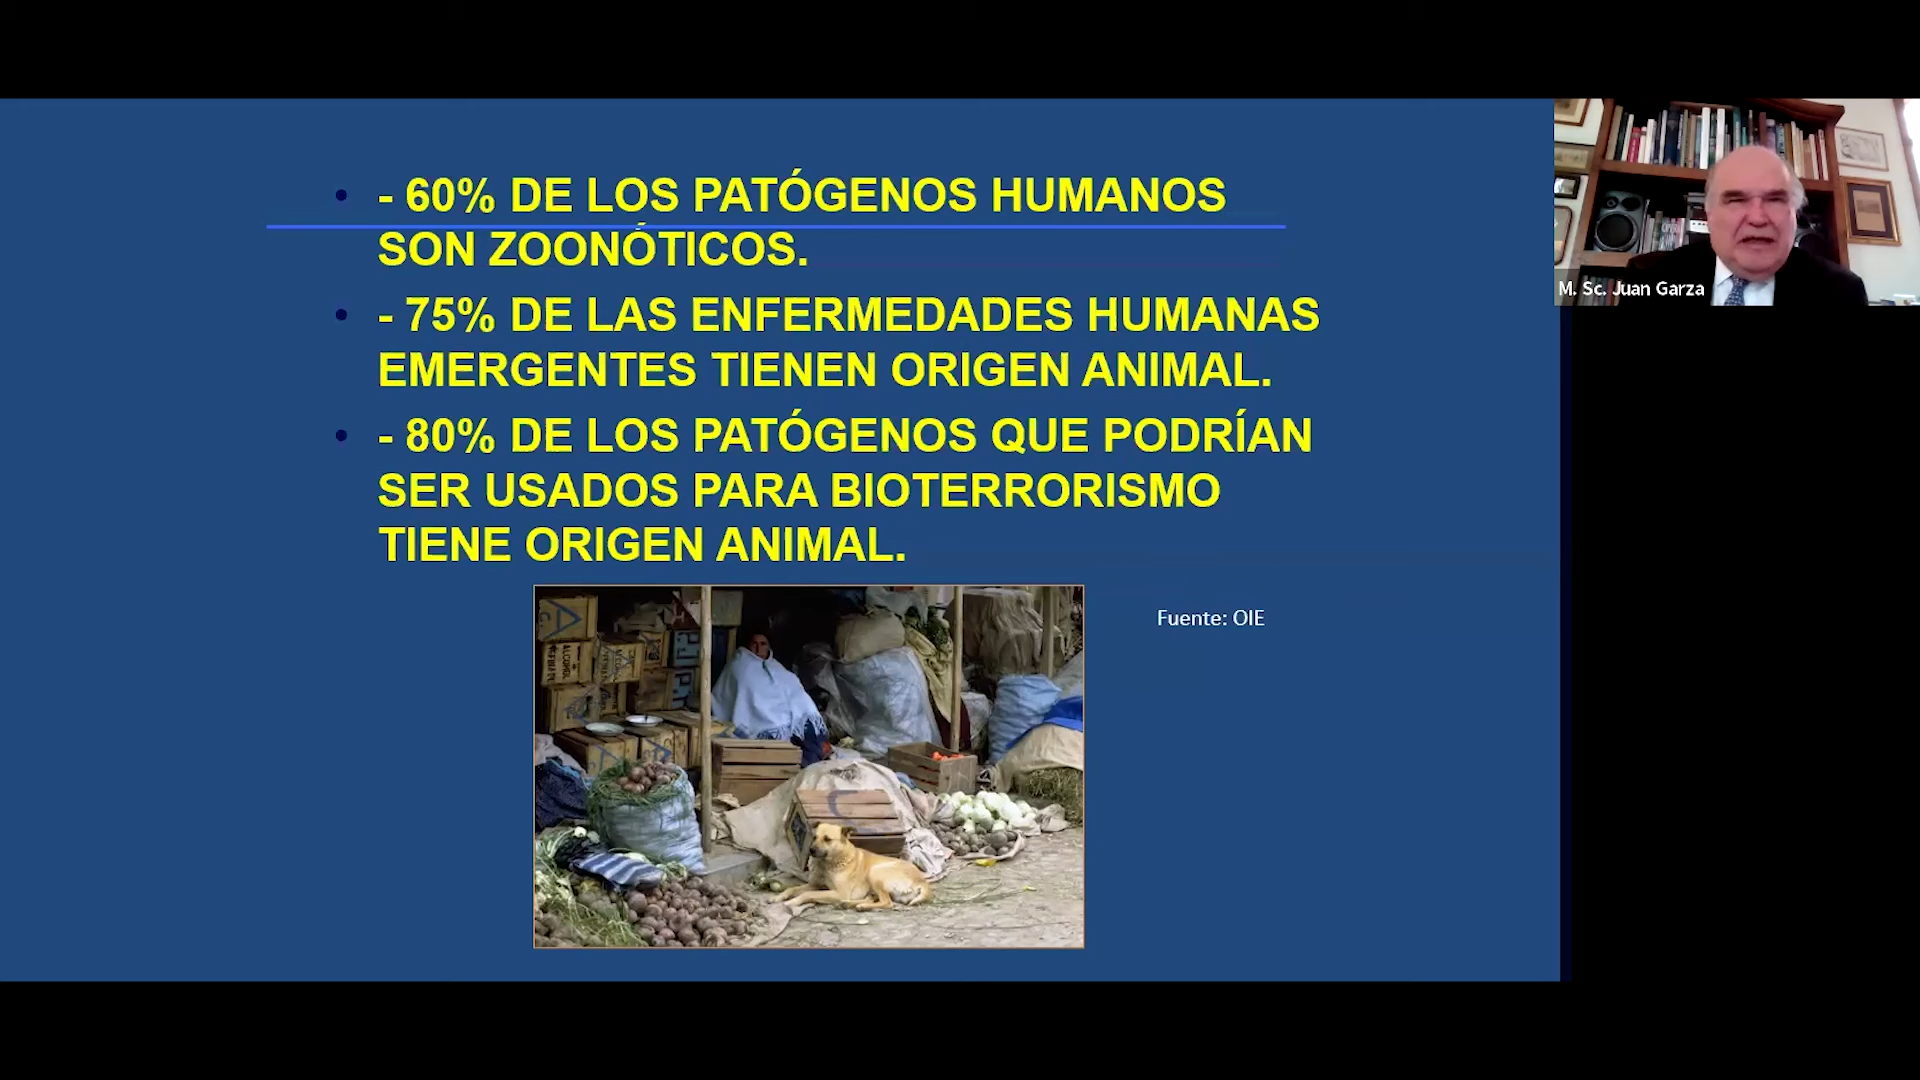 • - 60% DE LOS PATÓGENOS HUMANOS
SON ZOONÓTICOS.
• - 75% DE LAS ENFERMEDADES HUMANAS
EMERGENTES TIENEN ORIGEN ANIMAL.
• - 80% DE LOS PATÓGENOS QUE PODRÍAN
SER USADOS PARA BIOTERRORISMO
TIENE ORIGEN ANIMAL.
Fuente: OIE
M. Sc. Juan Garza